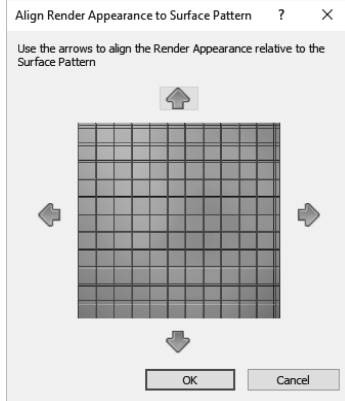 Align Render Appearance to Surface Pattern ?
Use the arrows to align the Render Appearance relative to the
Surface Pattern
OK Cancel